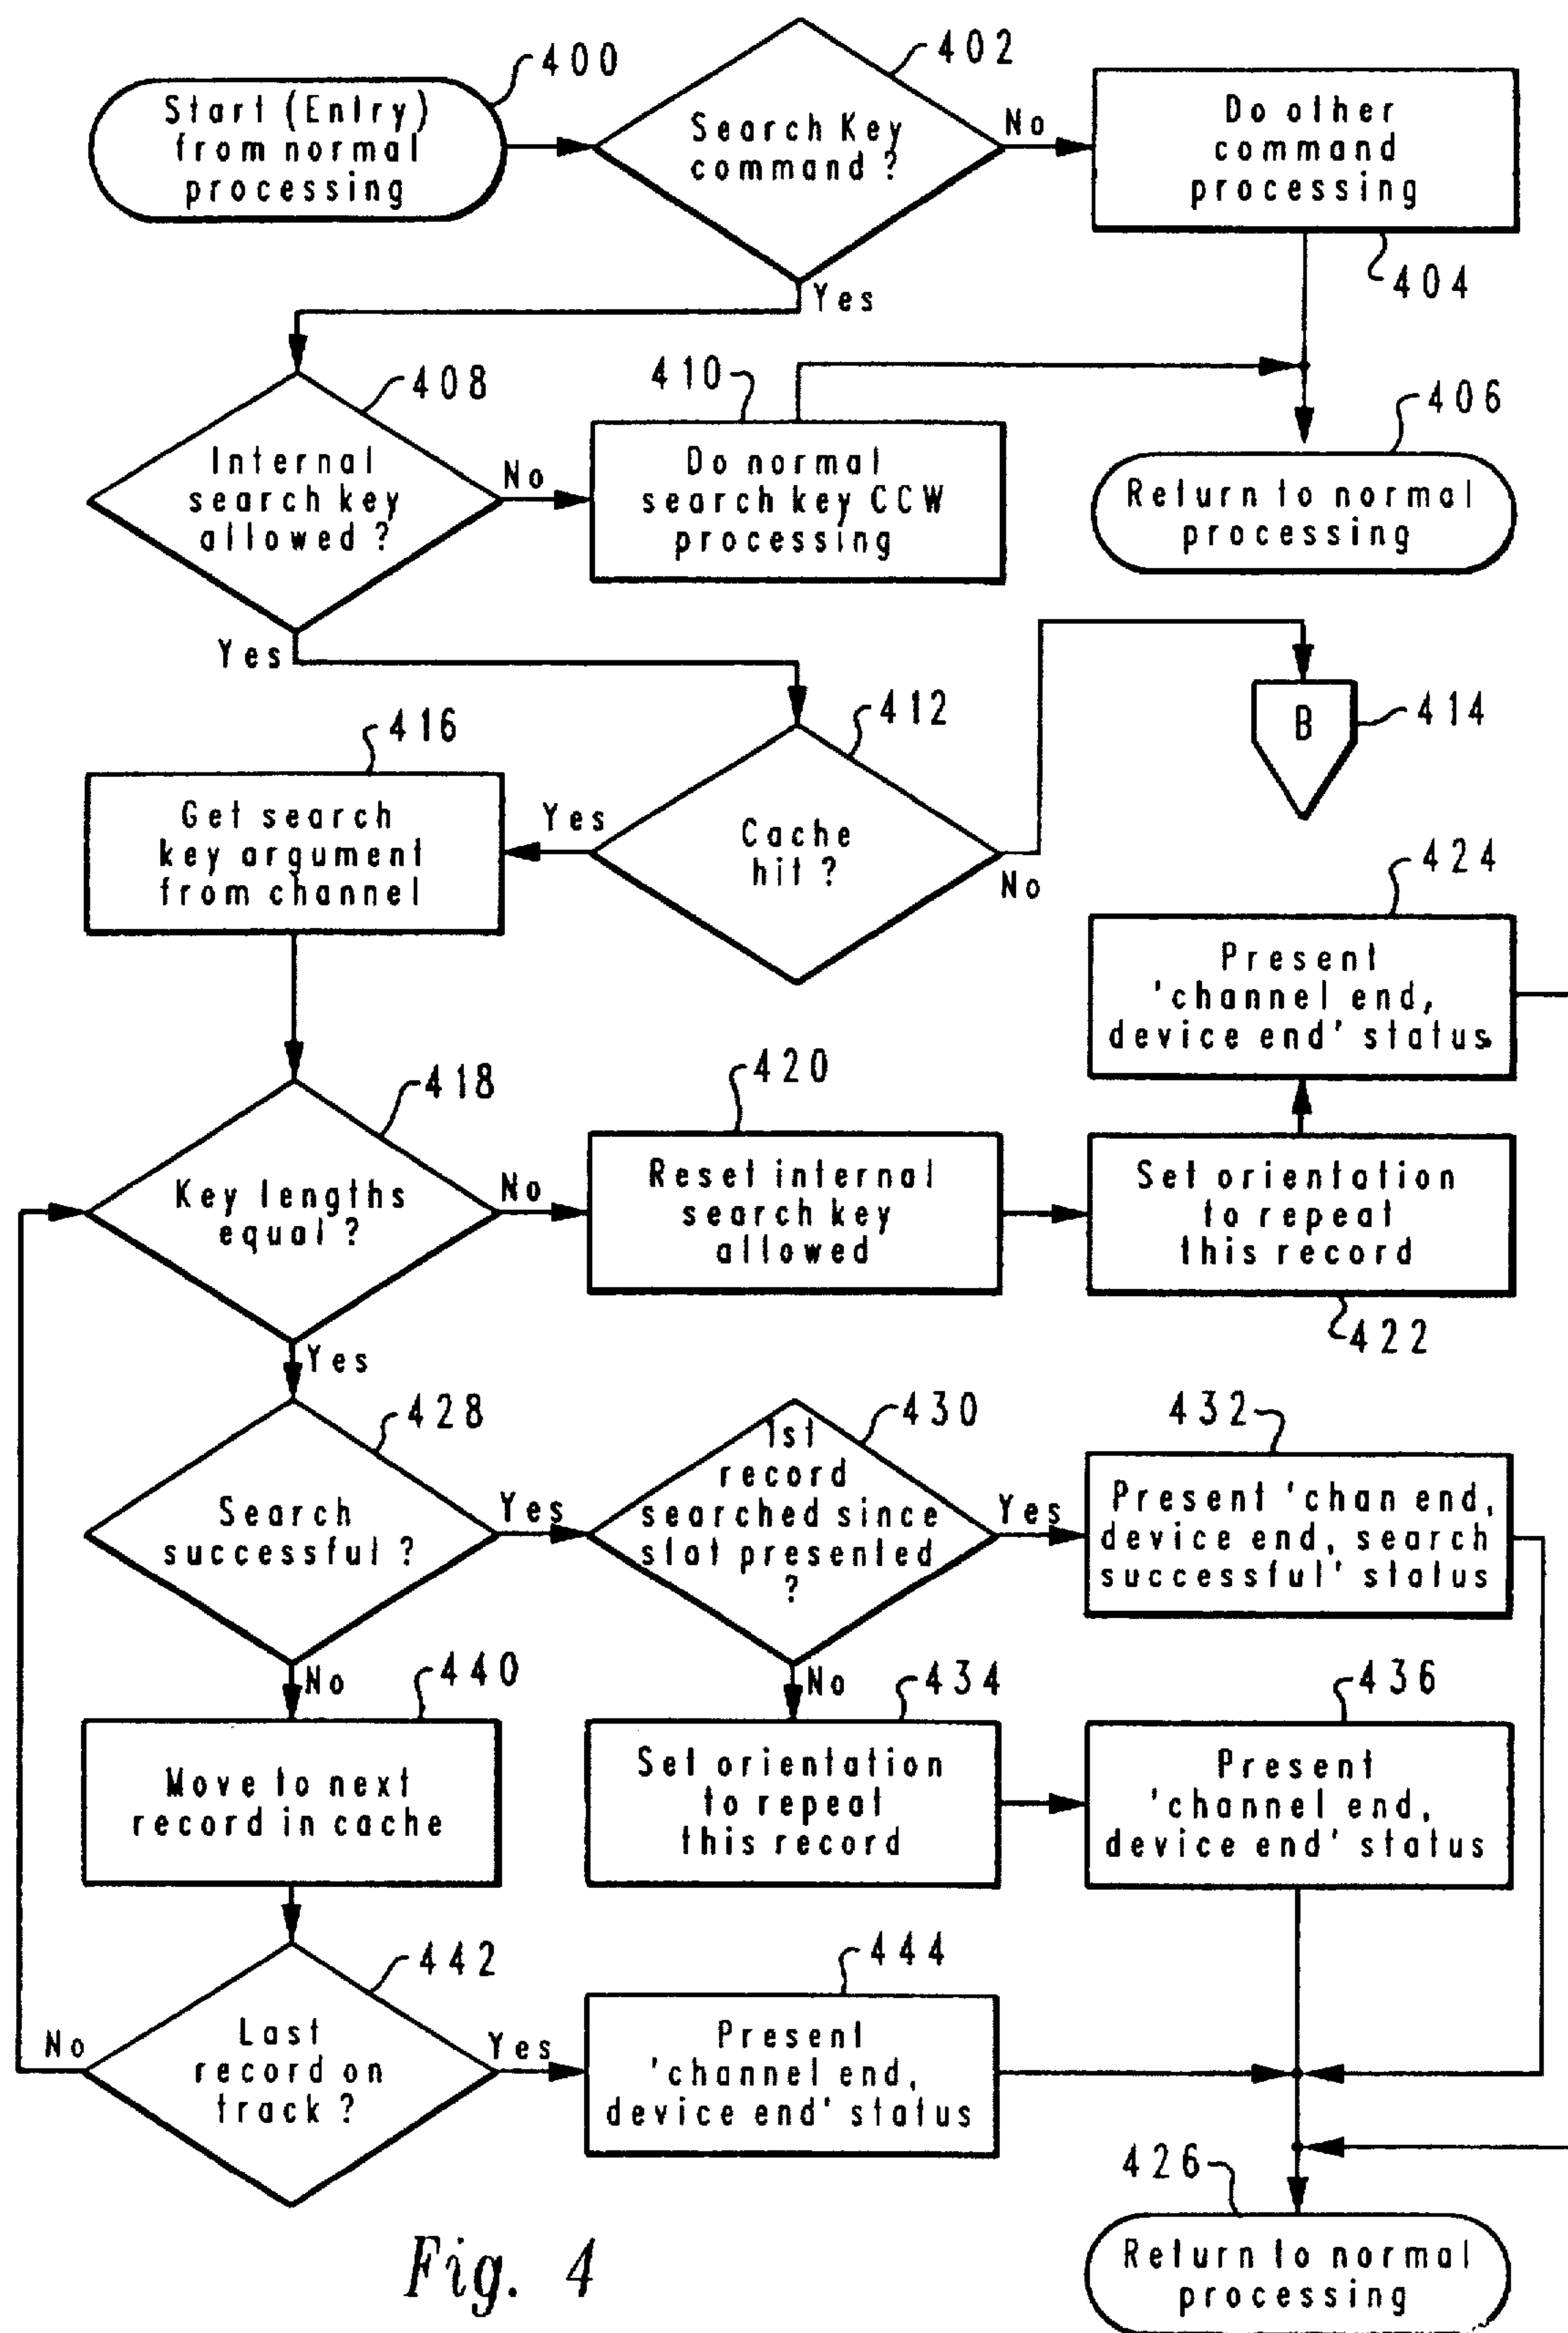 400
Start (Entry)
from normal
processing
402
Search Key
command ?
No
Do other
command
processing
404
Yes
408
Internal
search key
allowed ?
No
410
Do normal
search key CCW
processing
406
Return to normal
processing
Yes
412
Cache
hit ?
Yes
No
B
414
416
Get search
key argument
from channel
424
Present
'channel end,
device end' status
418
Key lengths
equal ?
No
420
Reset internal
search key
allowed
Set orientation
to repeat
this record
422
Yes
428
Search
successful ?
Yes
430
1st
record
searched since
stat presented
?
Yes
432
Present 'chan end,
device end, search
successful' status
No
440
Move to next
record in cache
No
434
Set orientation
to repeat
this record
436
Present
'channel end,
device end' status
442
Last
record on
track ?
No
Yes
444
Present
'channel end,
device end' status
426
Return to normal
processing
Fig. 4